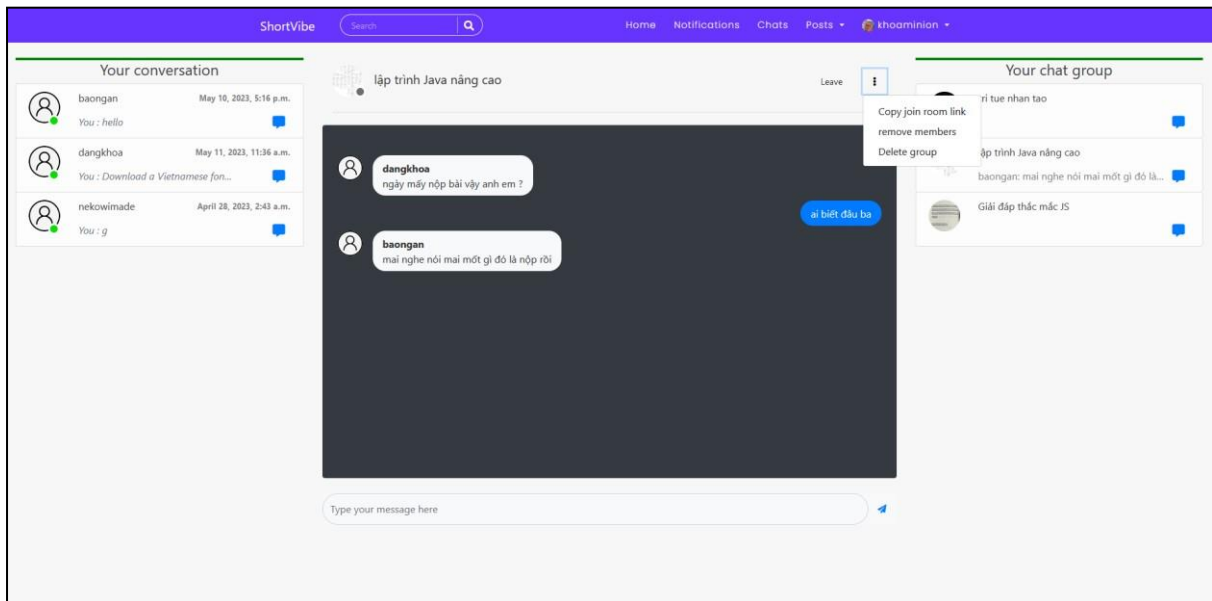 ShortVibe
Search
Home Notifications Chats Posts khoaminion
Your conversation
baongan May 10, 2023, 5:16 p.m.
You : hello
dangkhoa May 11, 2023, 11:36 a.m.
You : Download a Vietnamese fon...
nekowimade April 28, 2023, 2:43 a.m.
You : g
lập trình Java nâng cao
Leave
Copy join room link
remove members
Delete group
dangkhoa
ngày mấy nộp bài vậy anh em ?
ai biết đâu ba
baongan
mai nghe nói mai mốt gì đó là nộp rồi
Type your message here
Your chat group
tri tue nhan tao
lập trình Java nâng cao
baongan: mai nghe nói mai mốt gì đó là...
Giải đáp thắc mắc JS